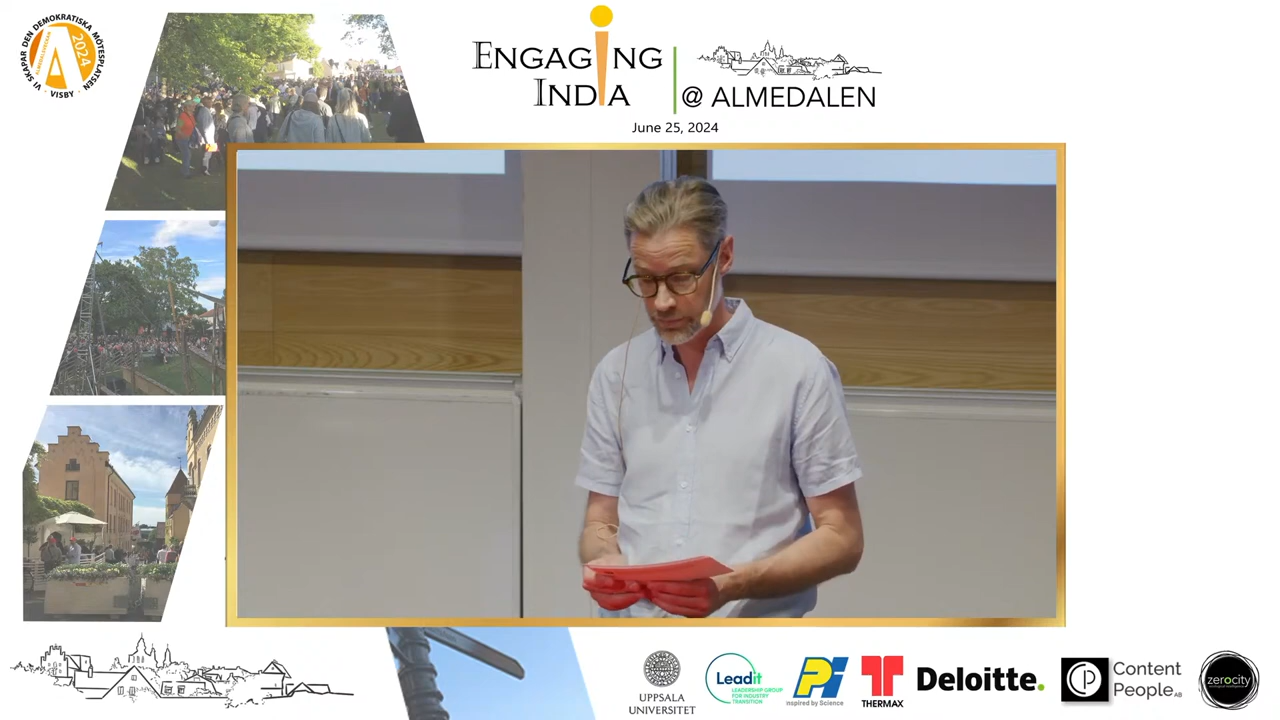 VI SKAPAR DEN DEMOKRATISKA MÖTESPLATSEN
2024
· VISBY ·
ENGAGING
INDIA
@ ALMEDALEN
June 25, 2024
UPPSALA
UNIVERSITET
Leadit
LEADERSHIP GROUP
FOR INDUSTRY
TRANSITION
Pi
Inspired by Science
THERMAX
Deloitte.
Content
People AB
zerocity